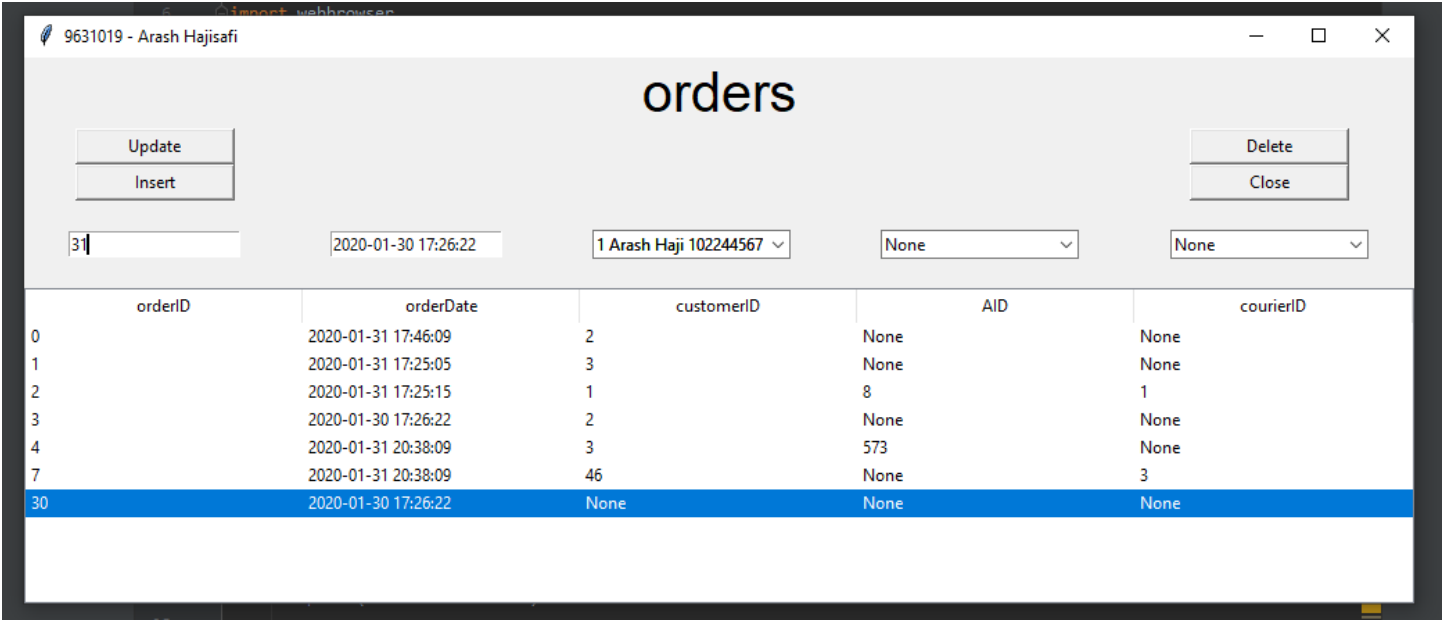 6 import webbrowser
9631019 - Arash Hajisafi
orders
Update Delete
Insert Close
31 2020-01-30 17:26:22 1 Arash Haji 102244567 None None
orderID orderDate customerID AID courierID
0 2020-01-31 17:46:09 2 None None
1 2020-01-31 17:25:05 3 None None
2 2020-01-31 17:25:15 1 8 1
3 2020-01-30 17:26:22 2 None None
4 2020-01-31 20:38:09 3 573 None
7 2020-01-31 20:38:09 46 None 3
30 2020-01-30 17:26:22 None None None